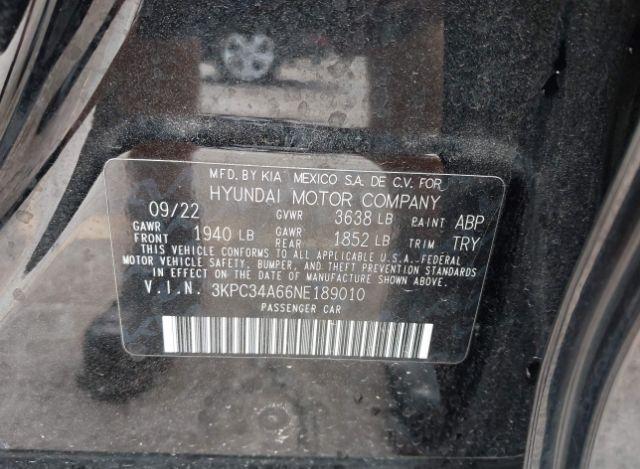 MFD. BY KIA MEXICO S.A. DE C.V. FOR
HYUNDAI MOTOR COMPANY
09/22 GVWR 3638 LB PAINT ABP
GAWR FRONT 1940 LB GAWR REAR 1852 LB TRIM TRY
THIS VEHICLE CONFORMS TO ALL APPLICABLE U.S.A. FEDERAL
MOTOR VEHICLE SAFETY, BUMPER, AND THEFT PREVENTION STANDARDS
IN EFFECT ON THE DATE OF MANUFACTURE SHOWN ABOVE.
V.I.N. 3KPC34A66NE189010
PASSENGER CAR